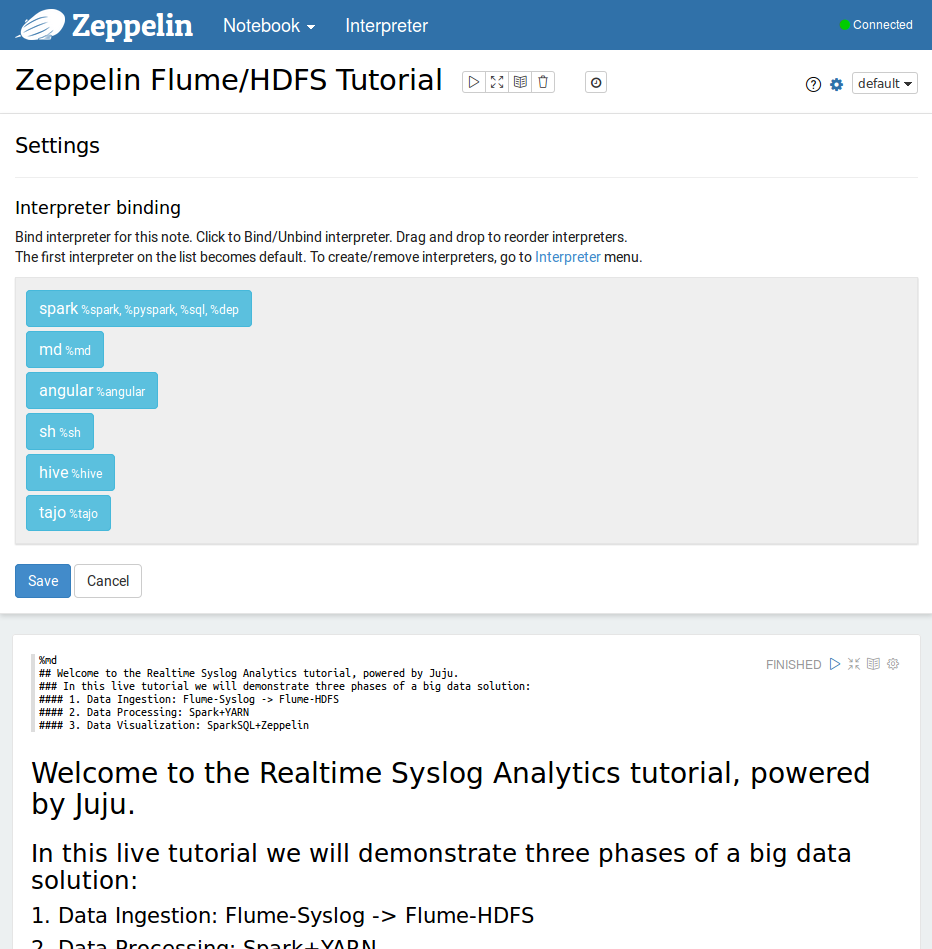 Zeppelin Notebook Interpreter Connected
Zeppelin Flume/HDFS Tutorial default
Settings
Interpreter binding
Bind interpreter for this note. Click to Bind/Unbind interpreter. Drag and drop to reorder interpreters.
The first interpreter on the list becomes default. To create/remove interpreters, go to Interpreter menu.
spark %spark, %pyspark, %sql, %dep
md %md
angular %angular
sh %sh
hive %hive
tajo %tajo
Save Cancel
%md FINISHED
## Welcome to the Realtime Syslog Analytics tutorial, powered by Juju.
### In this live tutorial we will demonstrate three phases of a big data solution:
#### 1. Data Ingestion: Flume-Syslog -> Flume-HDFS
#### 2. Data Processing: Spark+YARN
#### 3. Data Visualization: SparkSQL+Zeppelin
Welcome to the Realtime Syslog Analytics tutorial, powered
by Juju.
In this live tutorial we will demonstrate three phases of a big data
solution:
1. Data Ingestion: Flume-Syslog -> Flume-HDFS
2. Data Processing: Spark+YARN